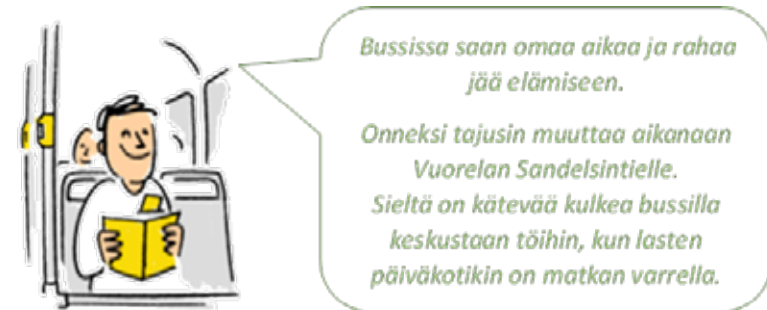 Bussissa saan omaa aikaa ja rahaa
jää elämiseen.
Onneksi tajusin muuttaa aikanaan
Vuorelan Sandelsintielle.
Sieltä on kätevää kulkea bussilla
keskustaan töihin, kun lasten
päiväkotikin on matkan varrella.